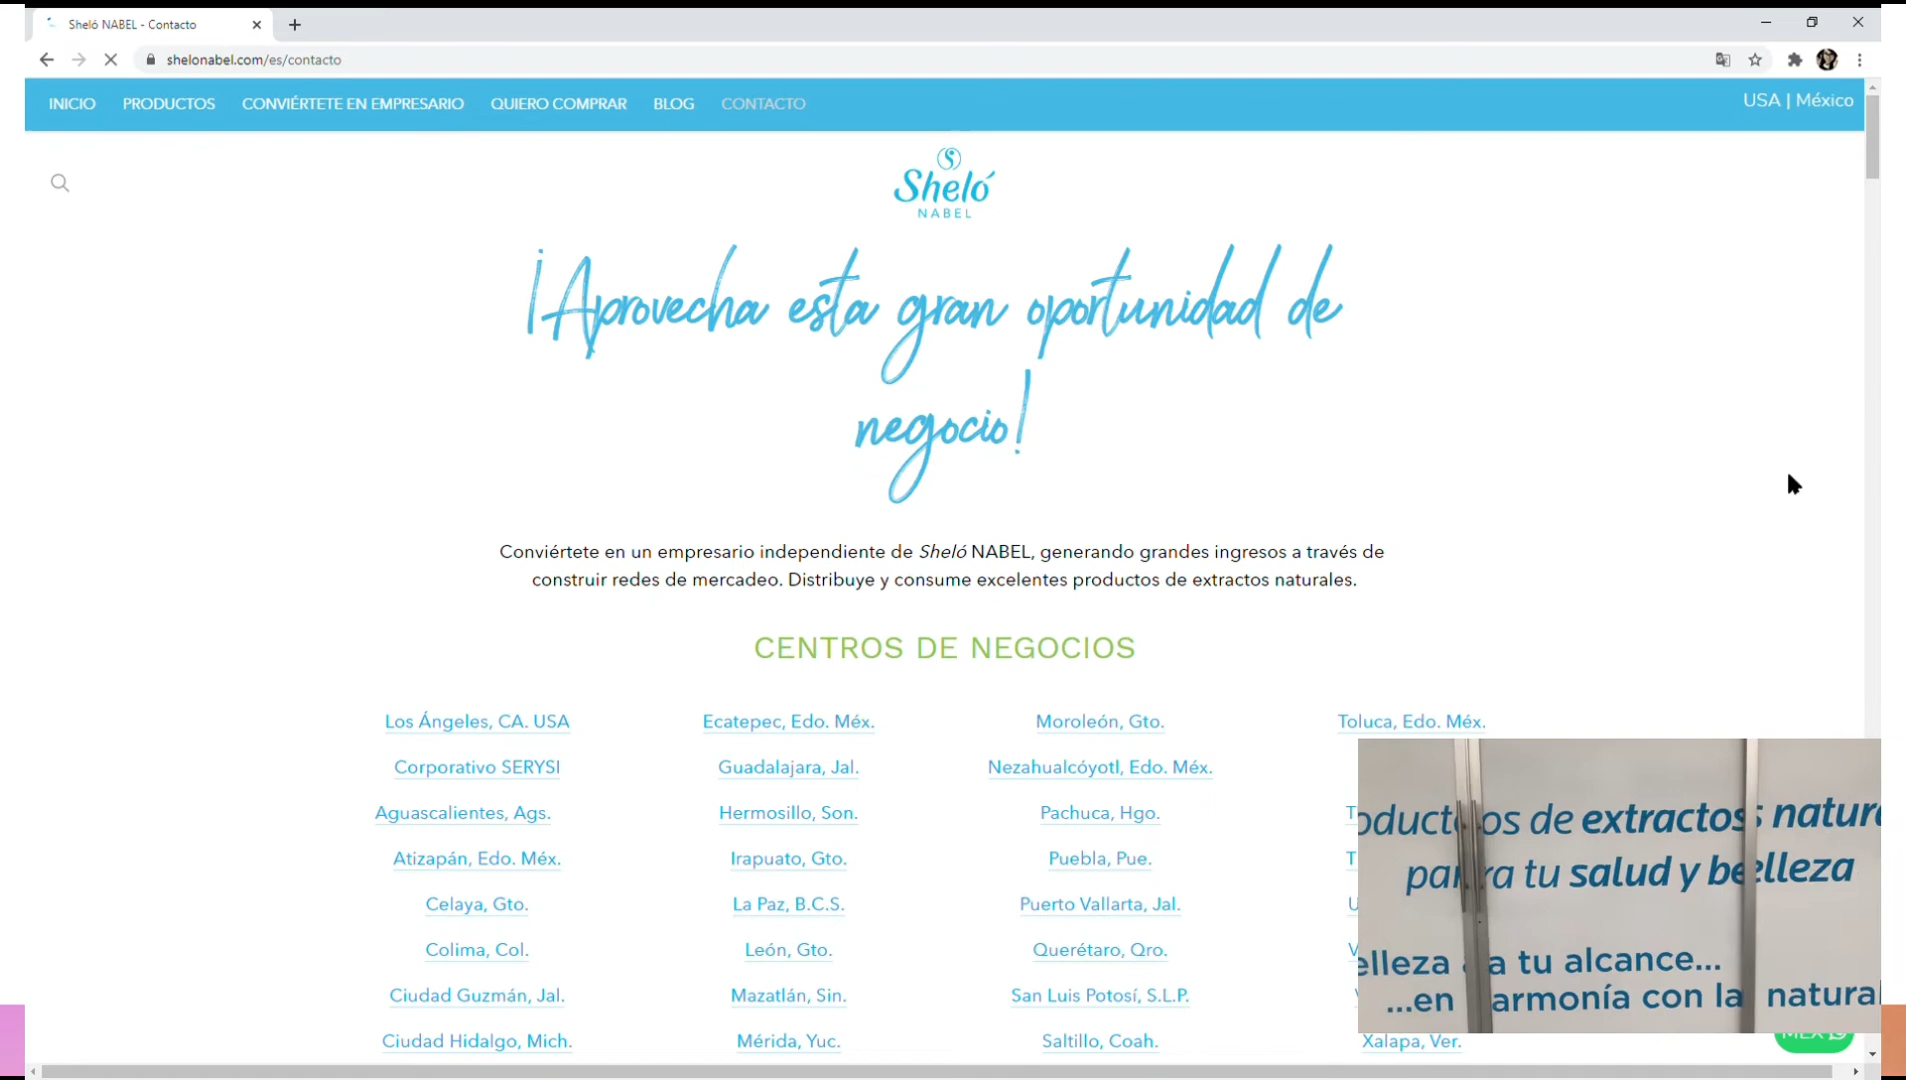 Sheló NABEL - Contacto
shelonabel.com/es/contacto
INICIO PRODUCTOS CONVIÉRTETE EN EMPRESARIO QUIERO COMPRAR BLOG CONTACTO USA | México
Sheló
NABEL
¡Aprovecha esta gran oportunidad de
negocio!
Conviértete en un empresario independiente de Sheló NABEL, generando grandes ingresos a través de
construir redes de mercadeo. Distribuye y consume excelentes productos de extractos naturales.
CENTROS DE NEGOCIOS
Los Ángeles, CA. USA Ecatepec, Edo. Méx. Moroleón, Gto. Toluca, Edo. Méx.
Corporativo SERYSI Guadalajara, Jal. Nezahualcóyotl, Edo. Méx.
Aguascalientes, Ags. Hermosillo, Son. Pachuca, Hgo.
Atizapán, Edo. Méx. Irapuato, Gto. Puebla, Pue.
Celaya, Gto. La Paz, B.C.S. Puerto Vallarta, Jal.
Colima, Col. León, Gto. Querétaro, Qro.
Ciudad Guzmán, Jal. Mazatlán, Sin. San Luis Potosí, S.L.P.
Ciudad Hidalgo, Mich. Mérida, Yuc. Saltillo, Coah. Xalapa, Ver.
de extractos
tu salud y
a tu alcance...
...en armonía con la
MEX